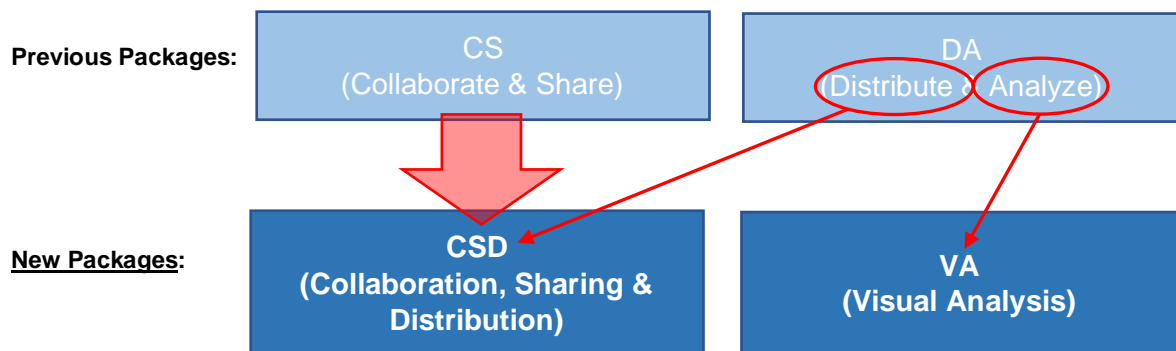 Previous Packages:
CS
(Collaborate & Share)
DA
(Distribute & Analyze)
New Packages:
CSD
(Collaboration, Sharing &
Distribution)
VA
(Visual Analysis)